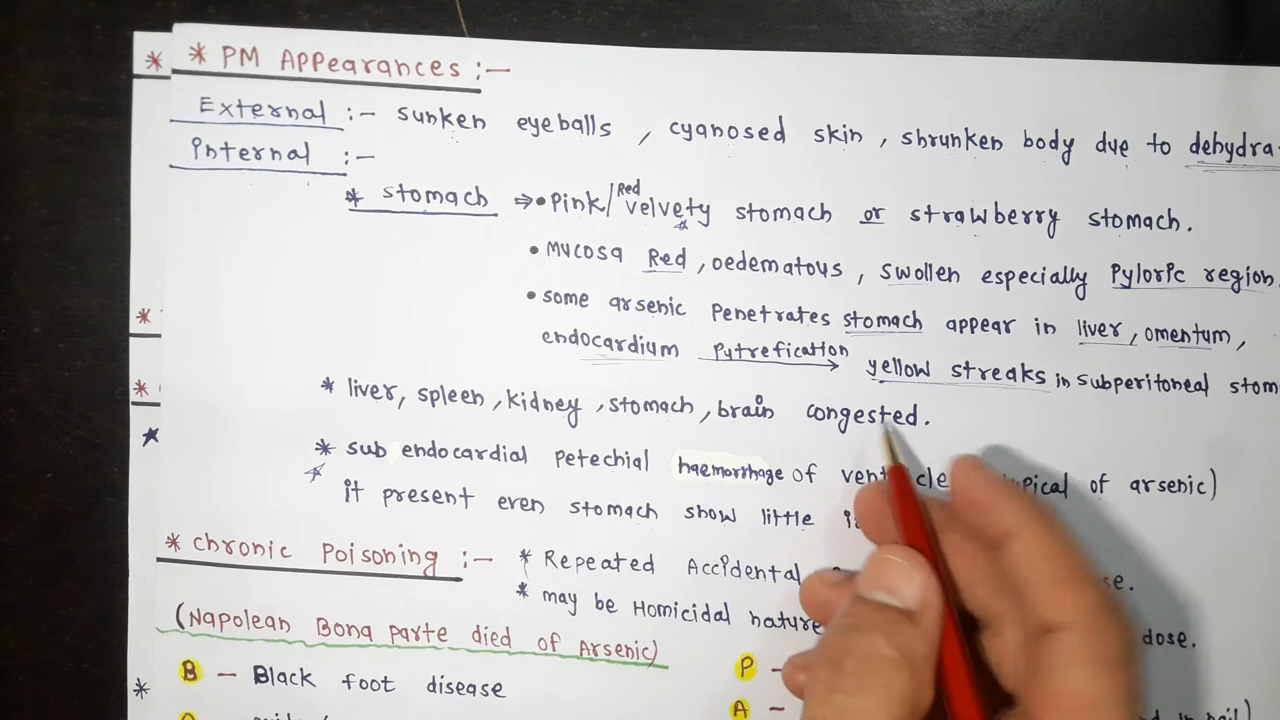 * PM Appearances :-
External :- sunken eyeballs , cyanosed skin , shrunken body due to dehydra
Internal :-
* stomach ⇒ • Pink/ Red velvety stomach or strawberry stomach.
• Mucosa Red , oedematous , swollen especially Pyloric region.
• some arsenic Penetrates stomach appear in liver , omentum ,
endocardium Putrefication → yellow streaks in subperitoneal stom
* liver, spleen , kidney , stomach , brain congested .
* sub endocardial petechial haemorrhage of of arsenic)
it present even stomach show little
* chronic Poisoning :- * Repeated Accidental
* may be Homicidal nature dose.
(Napolean Bona parte died of Arsenic)
B - Black foot disease
P -
A -